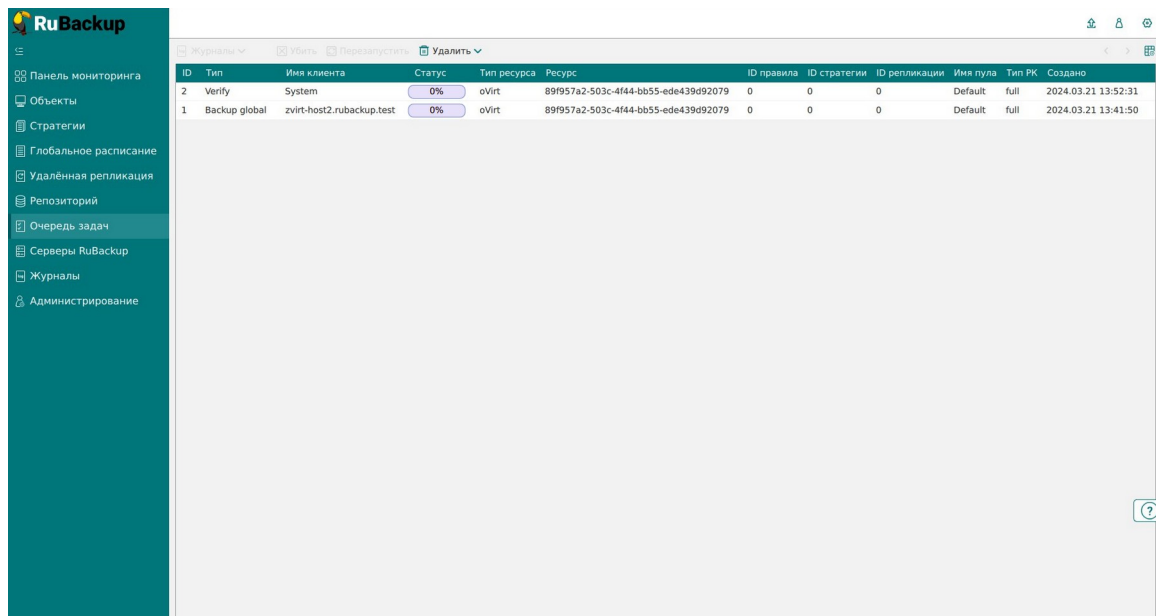 RuBackup
Журналы Убить Перезапустить Удалить
Панель мониторинга
Объекты
Стратегии
Глобальное расписание
Удалённая репликация
Репозиторий
Очередь задач
Серверы RuBackup
Журналы
Администрирование
ID Тип Имя клиента Статус Тип ресурса Ресурс ID правила ID стратегии ID репликации Имя пула Тип РК Создано
2 Verify System 0% oVirt 89f957a2-503c-4f44-bb55-ede439d92079 0 0 0 Default full 2024.03.21 13:52:31
1 Backup global zvirt-host2.rubackup.test 0% oVirt 89f957a2-503c-4f44-bb55-ede439d92079 0 0 0 Default full 2024.03.21 13:41:50
?